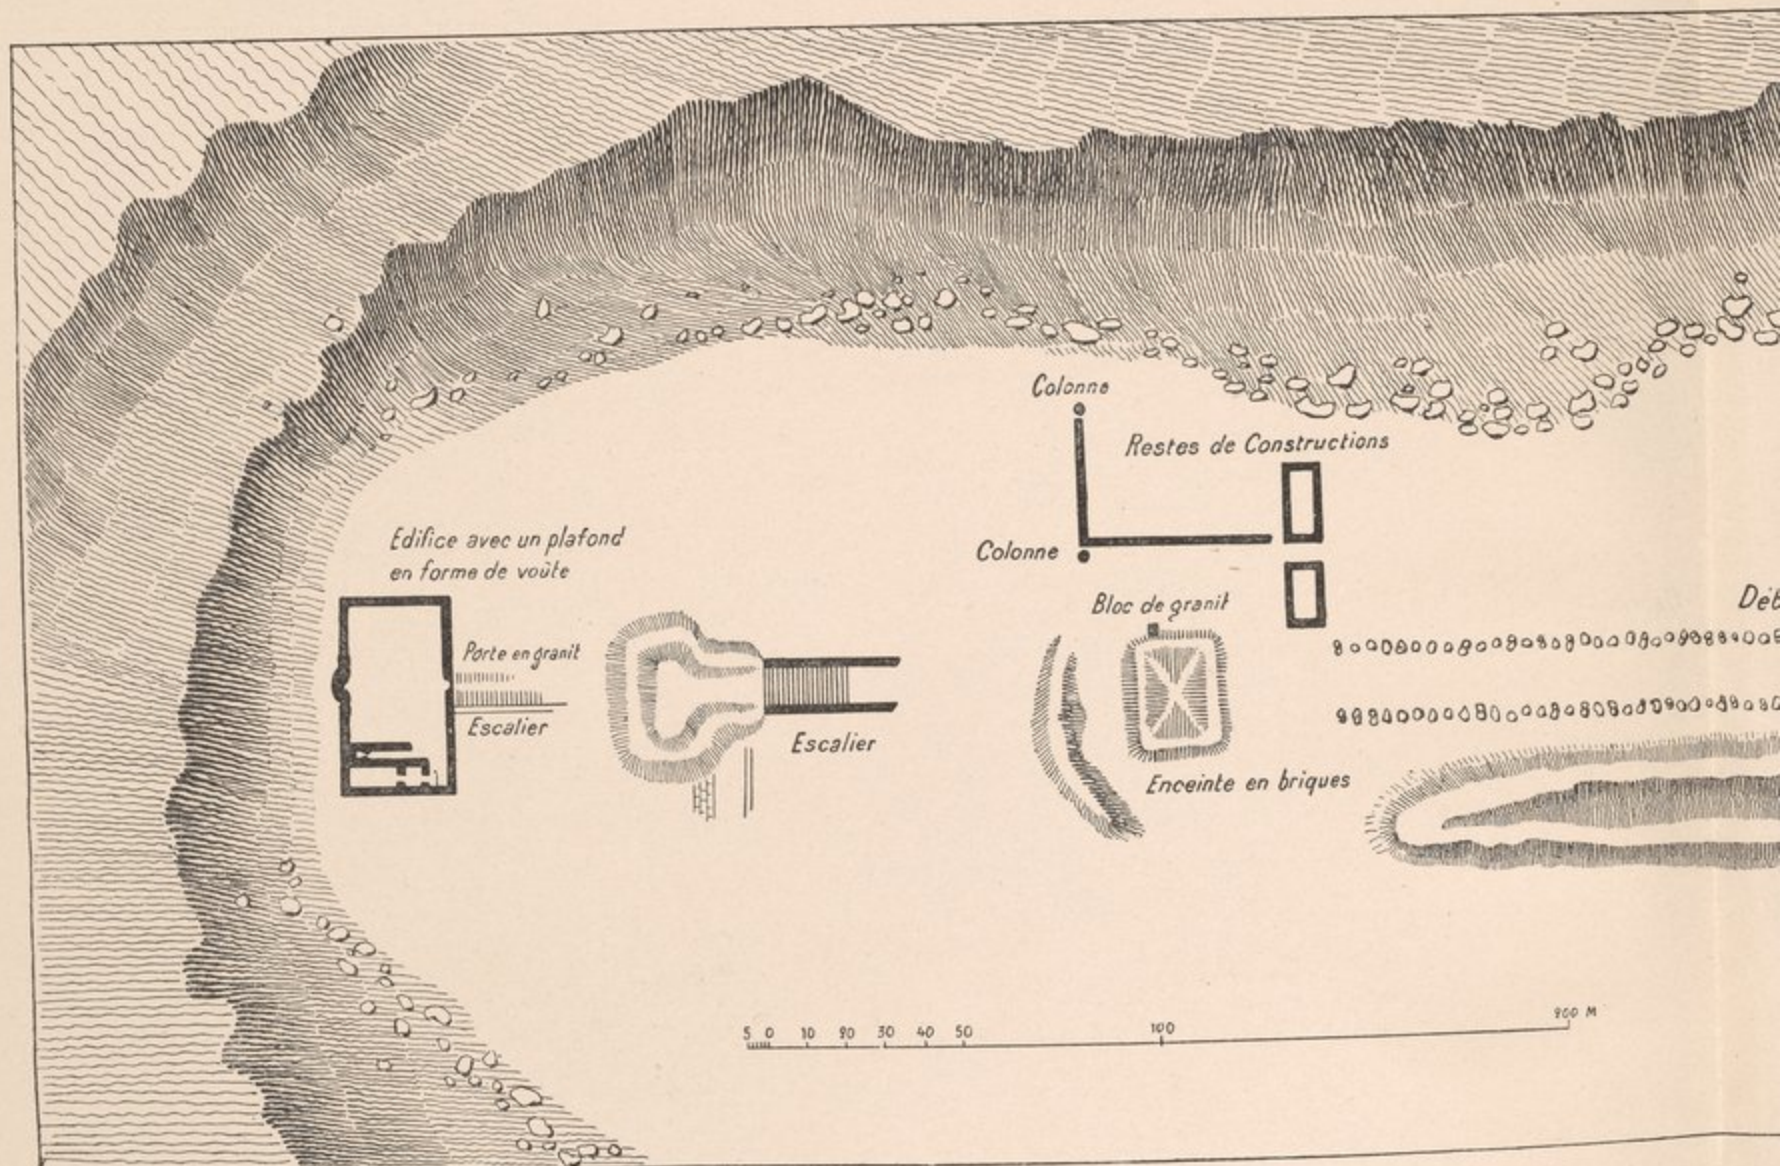 Colonne
Restes de Constructions
Edifice avec un plafond
en forme de voûte
Colonne
Bloc de granit
Dét
Porte en granit
Escalier
Escalier
Enceinte en briques
5 0 10 20 30 40 50 100 200 M